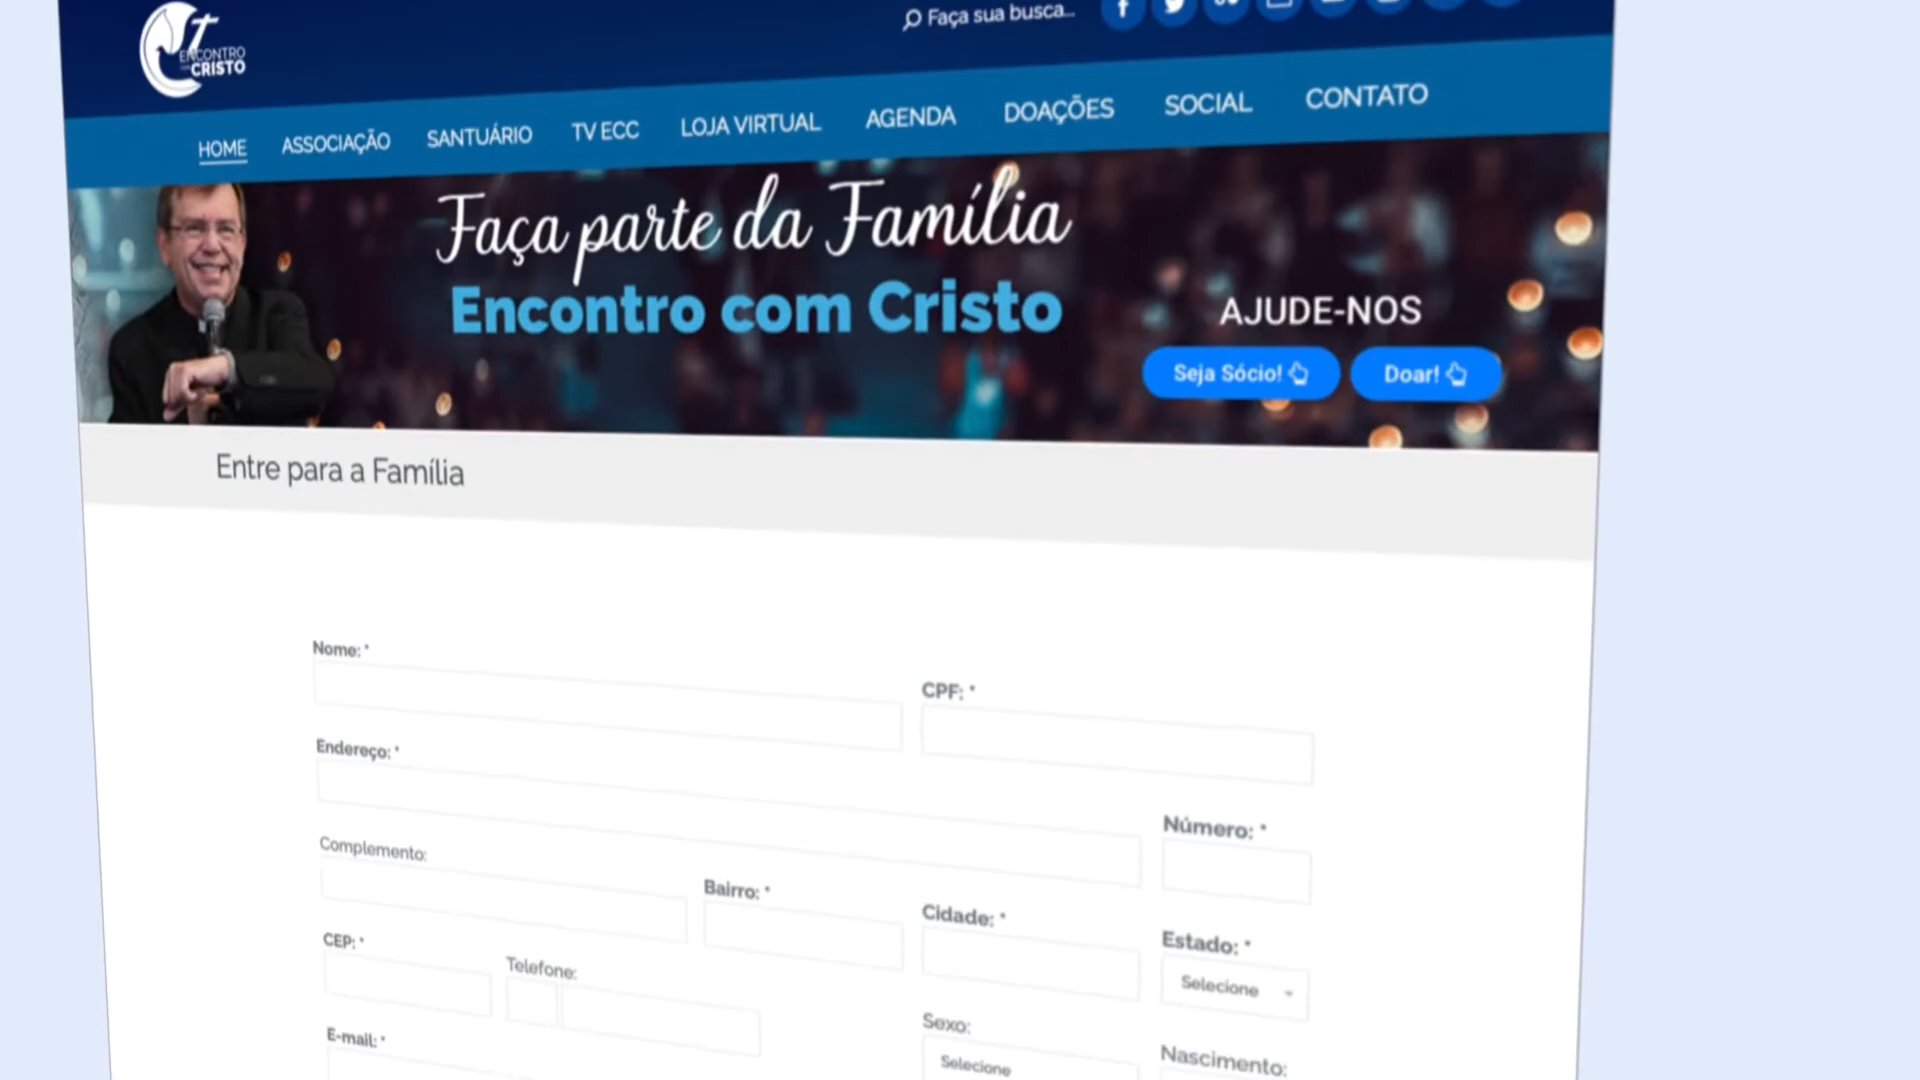 ENCONTRO
CRISTO
Faça sua busca...
HOME ASSOCIAÇÃO SANTUÁRIO TV ECC LOJA VIRTUAL AGENDA DOAÇÕES SOCIAL CONTATO
Faça parte da Família
Encontro com Cristo
AJUDE-NOS
Seja Sócio! Doar!
Entre para a Família
Nome: *
CPF: *
Endereço: *
Número: *
Complemento:
Bairro: *
Cidade: *
Estado: *
Selecione
CEP: *
Telefone:
Sexo:
Selecione
Nascimento:
E-mail: *